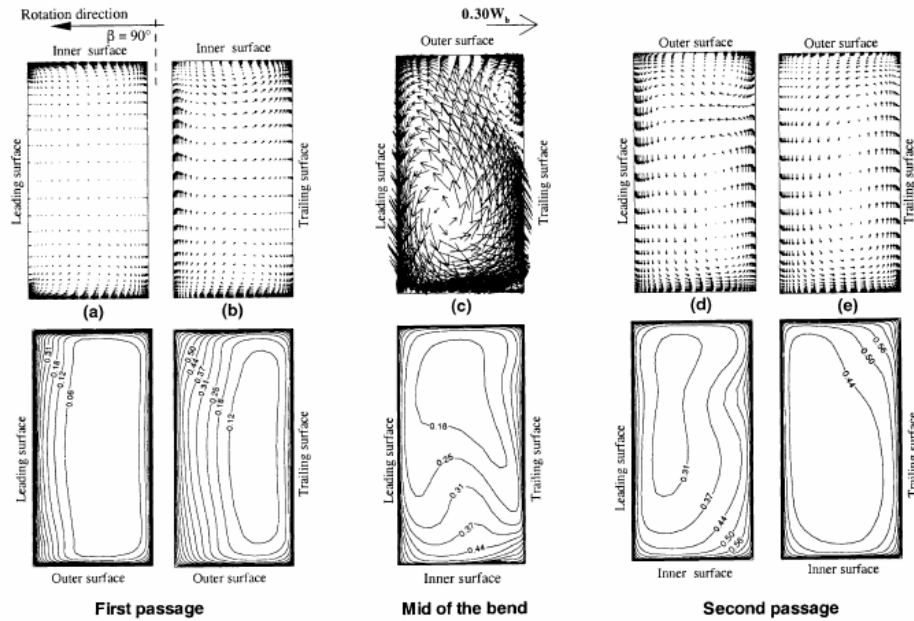 Rotation direction
β = 90°
0.30W_b
Inner surface
Inner surface
Outer surface
Outer surface
Outer surface
Leading surface
Trailing surface
Leading surface
Trailing surface
Leading surface
Trailing surface
(a)
(b)
(c)
(d)
(e)
0.31
0.18
0.12
0.06
0.50
0.44
0.37
0.31
0.25
0.18
0.12
0.18
0.25
0.31
0.37
0.44
0.31
0.37
0.44
0.50
0.56
0.56
0.50
0.44
Leading surface
Trailing surface
Leading surface
Trailing surface
Leading surface
Trailing surface
Outer surface
Outer surface
Inner surface
Inner surface
Inner surface
First passage
Mid of the bend
Second passage